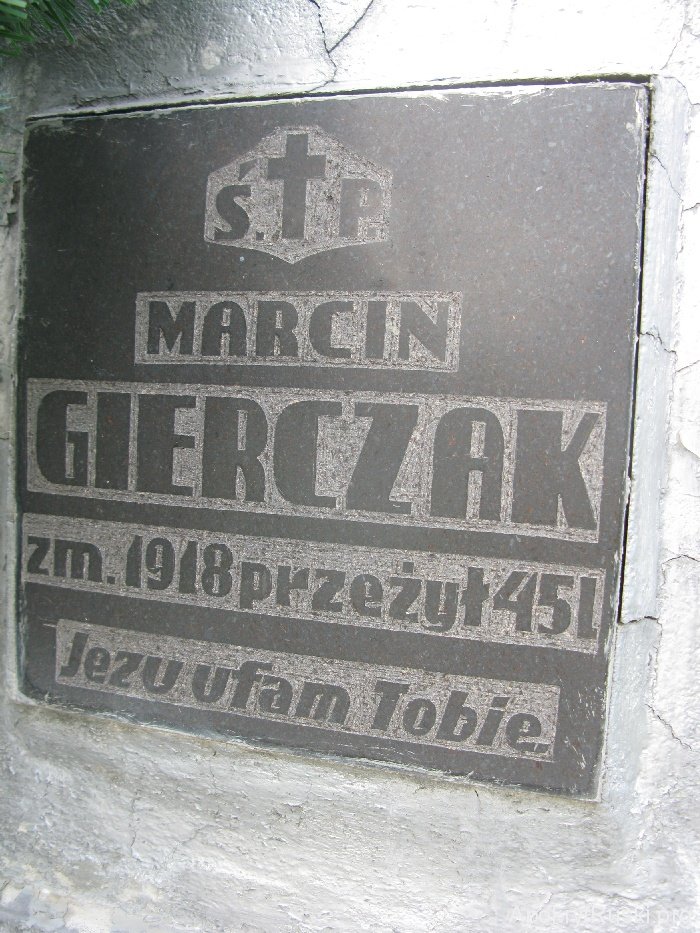 Ś. P.
MARCIN
GIERCZAK
zm. 1918 przeżył 45 L
Jezu ufam Tobie.